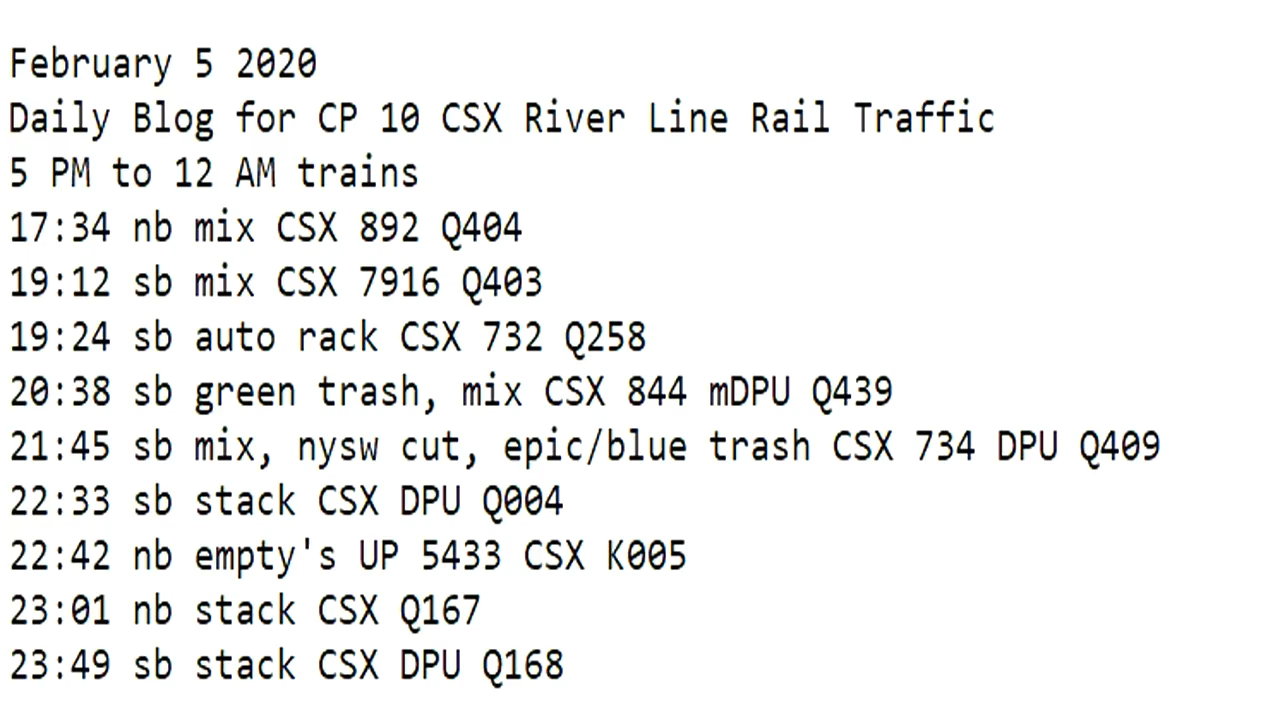 February 5 2020
Daily Blog for CP 10 CSX River Line Rail Traffic
5 PM to 12 AM trains
17:34 nb mix CSX 892 Q404
19:12 sb mix CSX 7916 Q403
19:24 sb auto rack CSX 732 Q258
20:38 sb green trash, mix CSX 844 mDPU Q439
21:45 sb mix, nysw cut, epic/blue trash CSX 734 DPU Q409
22:33 sb stack CSX DPU Q004
22:42 nb empty's UP 5433 CSX K005
23:01 nb stack CSX Q167
23:49 sb stack CSX DPU Q168